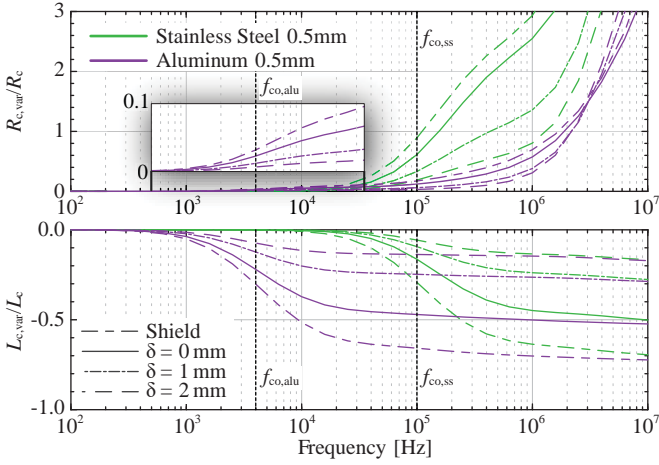 3
2
1
0
R_c,var/R_c
Stainless Steel 0.5mm
Aluminum 0.5mm
f_co,ss
f_co,alu
0.1
0
10^2 10^3 10^4 10^5 10^6 10^7
0.0
-0.5
-1.0
L_c,var/L_c
Shield
δ = 0 mm
δ = 1 mm
δ = 2 mm
f_co,alu
f_co,ss
10^2 10^3 10^4 10^5 10^6 10^7
Frequency [Hz]